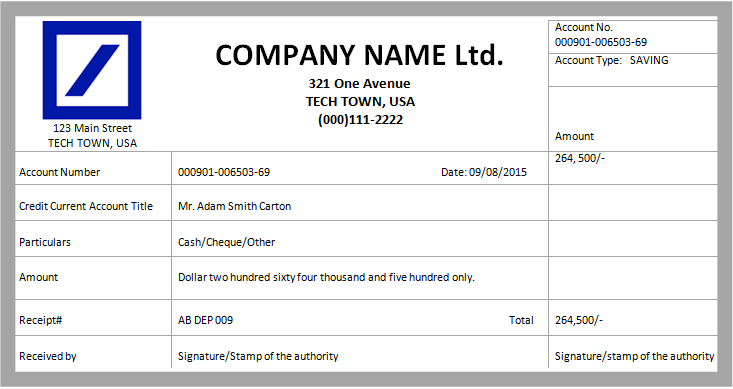 COMPANY NAME Ltd.
321 One Avenue
TECH TOWN, USA
(000)111-2222
123 Main Street
TECH TOWN, USA
Account No.
000901-006503-69
Account Type: SAVING
Amount
264, 500/-
Account Number 000901-006503-69 Date: 09/08/2015
Credit Current Account Title Mr. Adam Smith Carton
Particulars Cash/Cheque/Other
Amount Dollar two hundred sixty four thousand and five hundred only.
Receipt# AB DEP 009 Total 264,500/-
Received by Signature/Stamp of the authority Signature/stamp of the authority